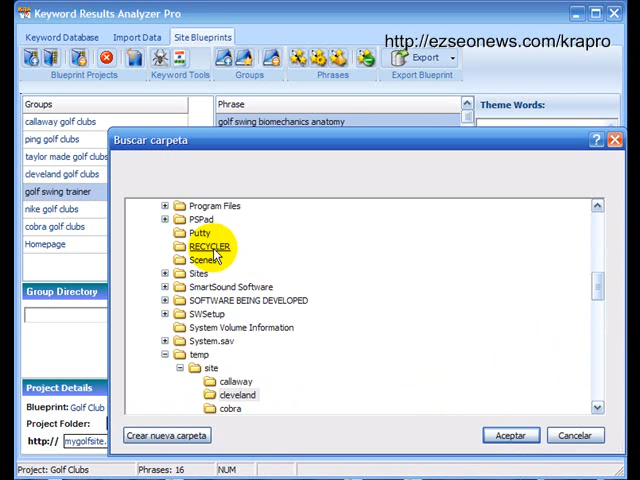 Keyword Results Analyzer Pro
Keyword Database
Import Data
Site Blueprints
http://ezseonews.com/krapro
Export
Blueprint Projects
Keyword Tools
Groups
Phrases
Export Blueprint
Groups
Phrase
Theme Words:
callaway golf clubs
golf swing biomechanics anatomy
ping golf clubs
taylor made golf clubs
cleveland golf clubs
golf swing trainer
nike golf clubs
cobra golf clubs
Homepage
Buscar carpeta
Program Files
PSPad
Putty
RECYCLER
Scenes
Sites
SmartSound Software
SOFTWARE BEING DEVELOPED
SWSetup
System Volume Information
System.sav
temp
site
callaway
cleveland
cobra
Crear nueva carpeta
Aceptar
Cancelar
Group Directory
Project Details
Blueprint: Golf Club
Project Folder:
http:// mygolfsite.
Project: Golf Clubs
Phrases: 16
NUM